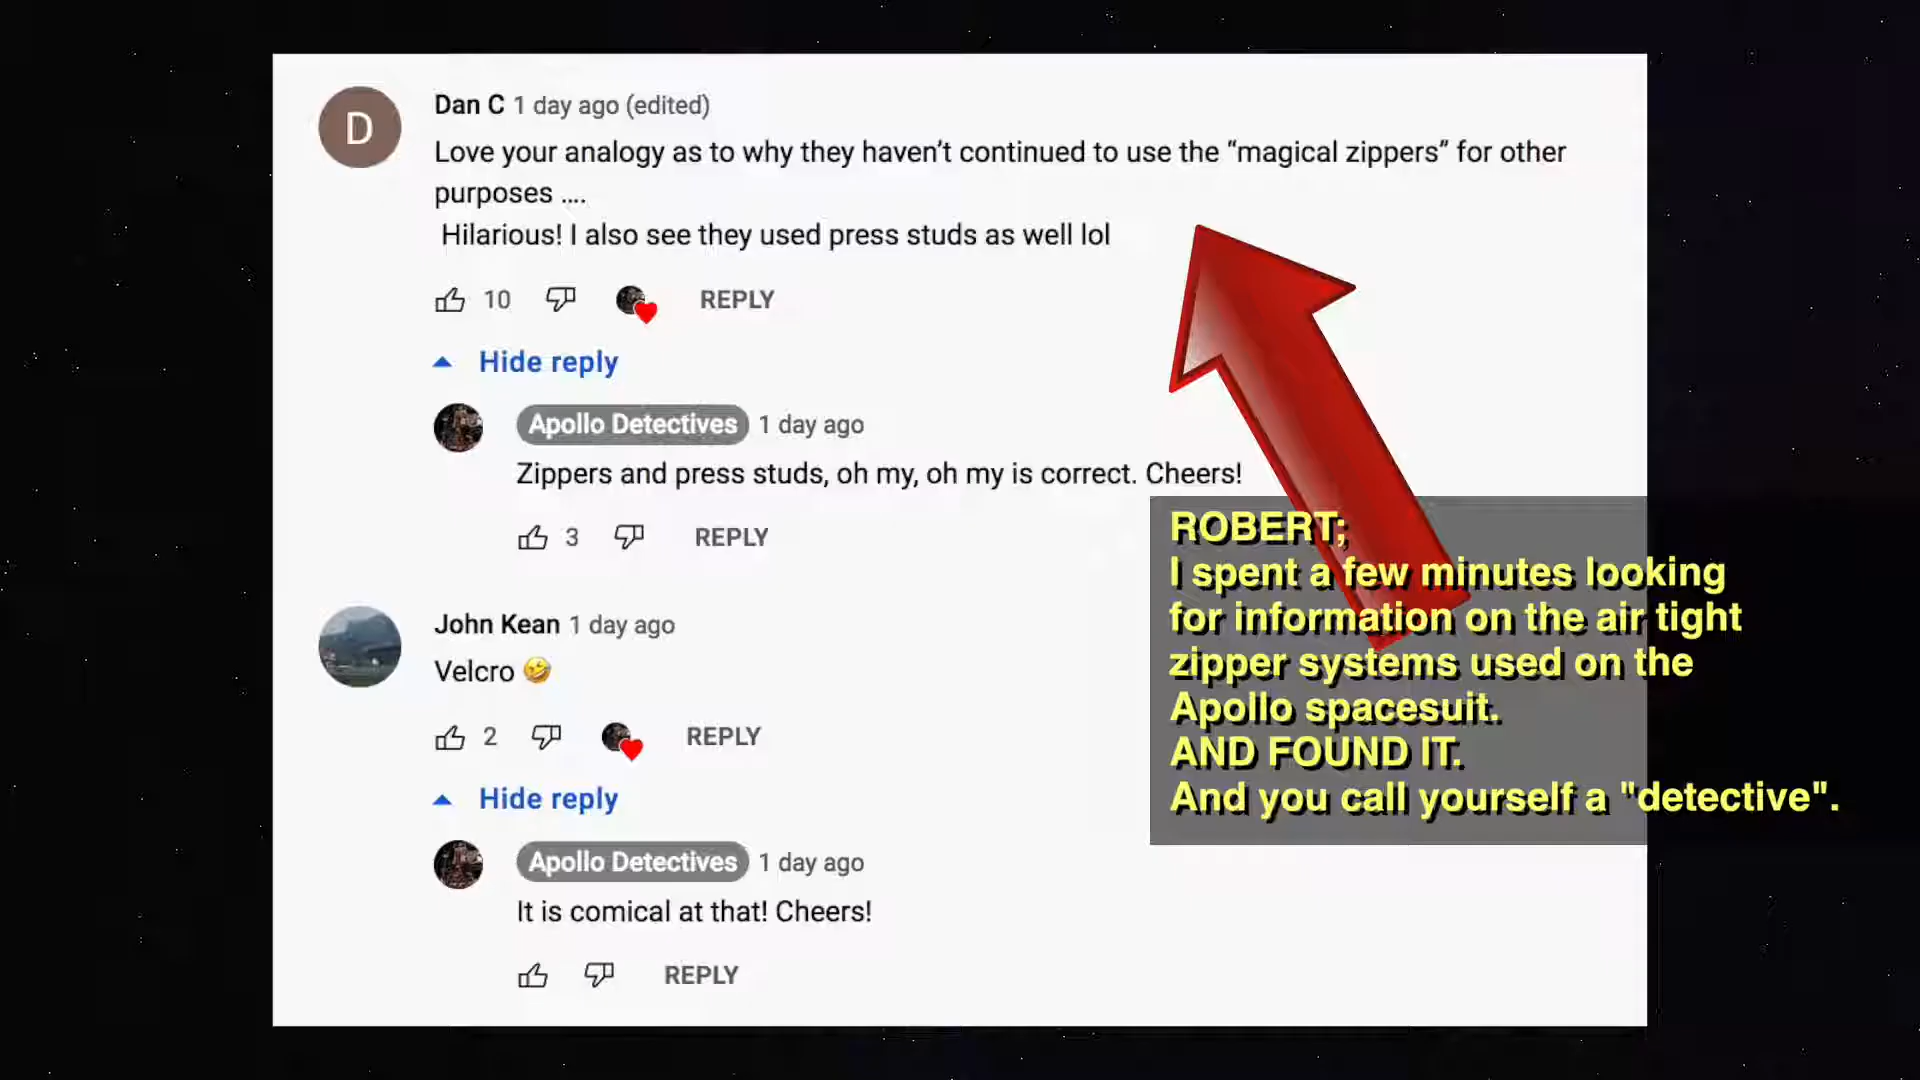 D
Dan C 1 day ago (edited)
Love your analogy as to why they haven’t continued to use the “magical zippers” for other
purposes ....
Hilarious! I also see they used press studs as well lol
10 REPLY
Hide reply
Apollo Detectives 1 day ago
Zippers and press studs, oh my, oh my is correct. Cheers!
3 REPLY
John Kean 1 day ago
Velcro 🤣
2 REPLY
Hide reply
Apollo Detectives 1 day ago
It is comical at that! Cheers!
REPLY
ROBERT;
I spent a few minutes looking
for information on the air tight
zipper systems used on the
Apollo spacesuit.
AND FOUND IT.
And you call yourself a "detective".